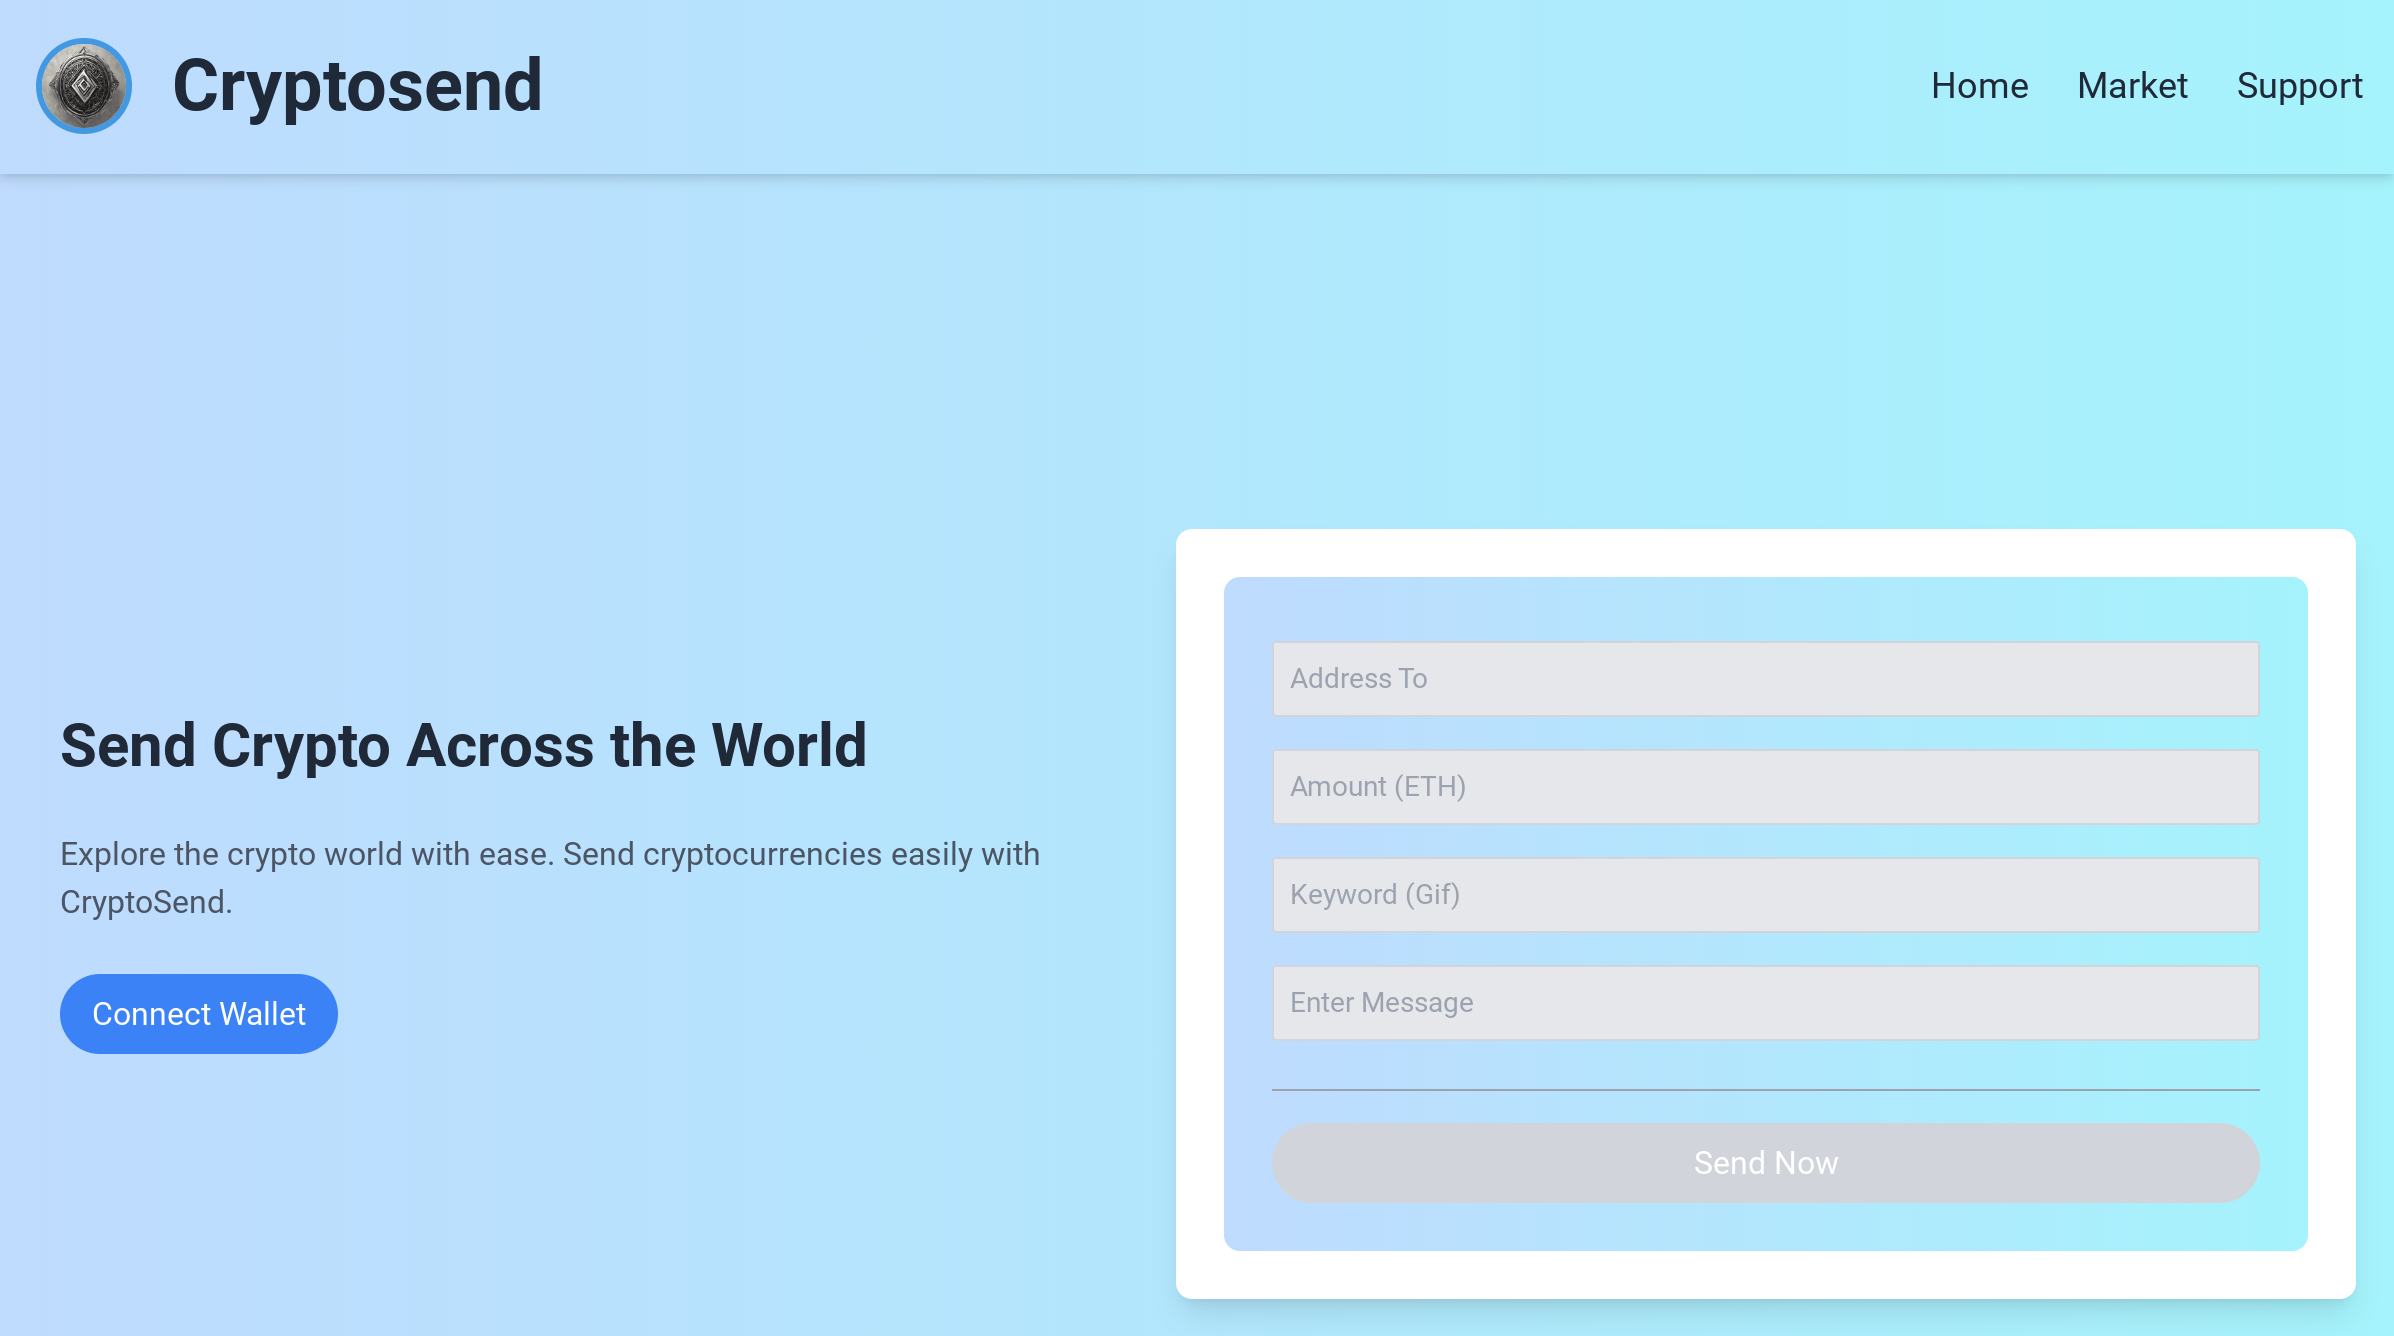 Cryptosend
Home Market Support
Send Crypto Across the World
Explore the crypto world with ease. Send cryptocurrencies easily with
CryptoSend.
Connect Wallet
Address To
Amount (ETH)
Keyword (Gif)
Enter Message
Send Now